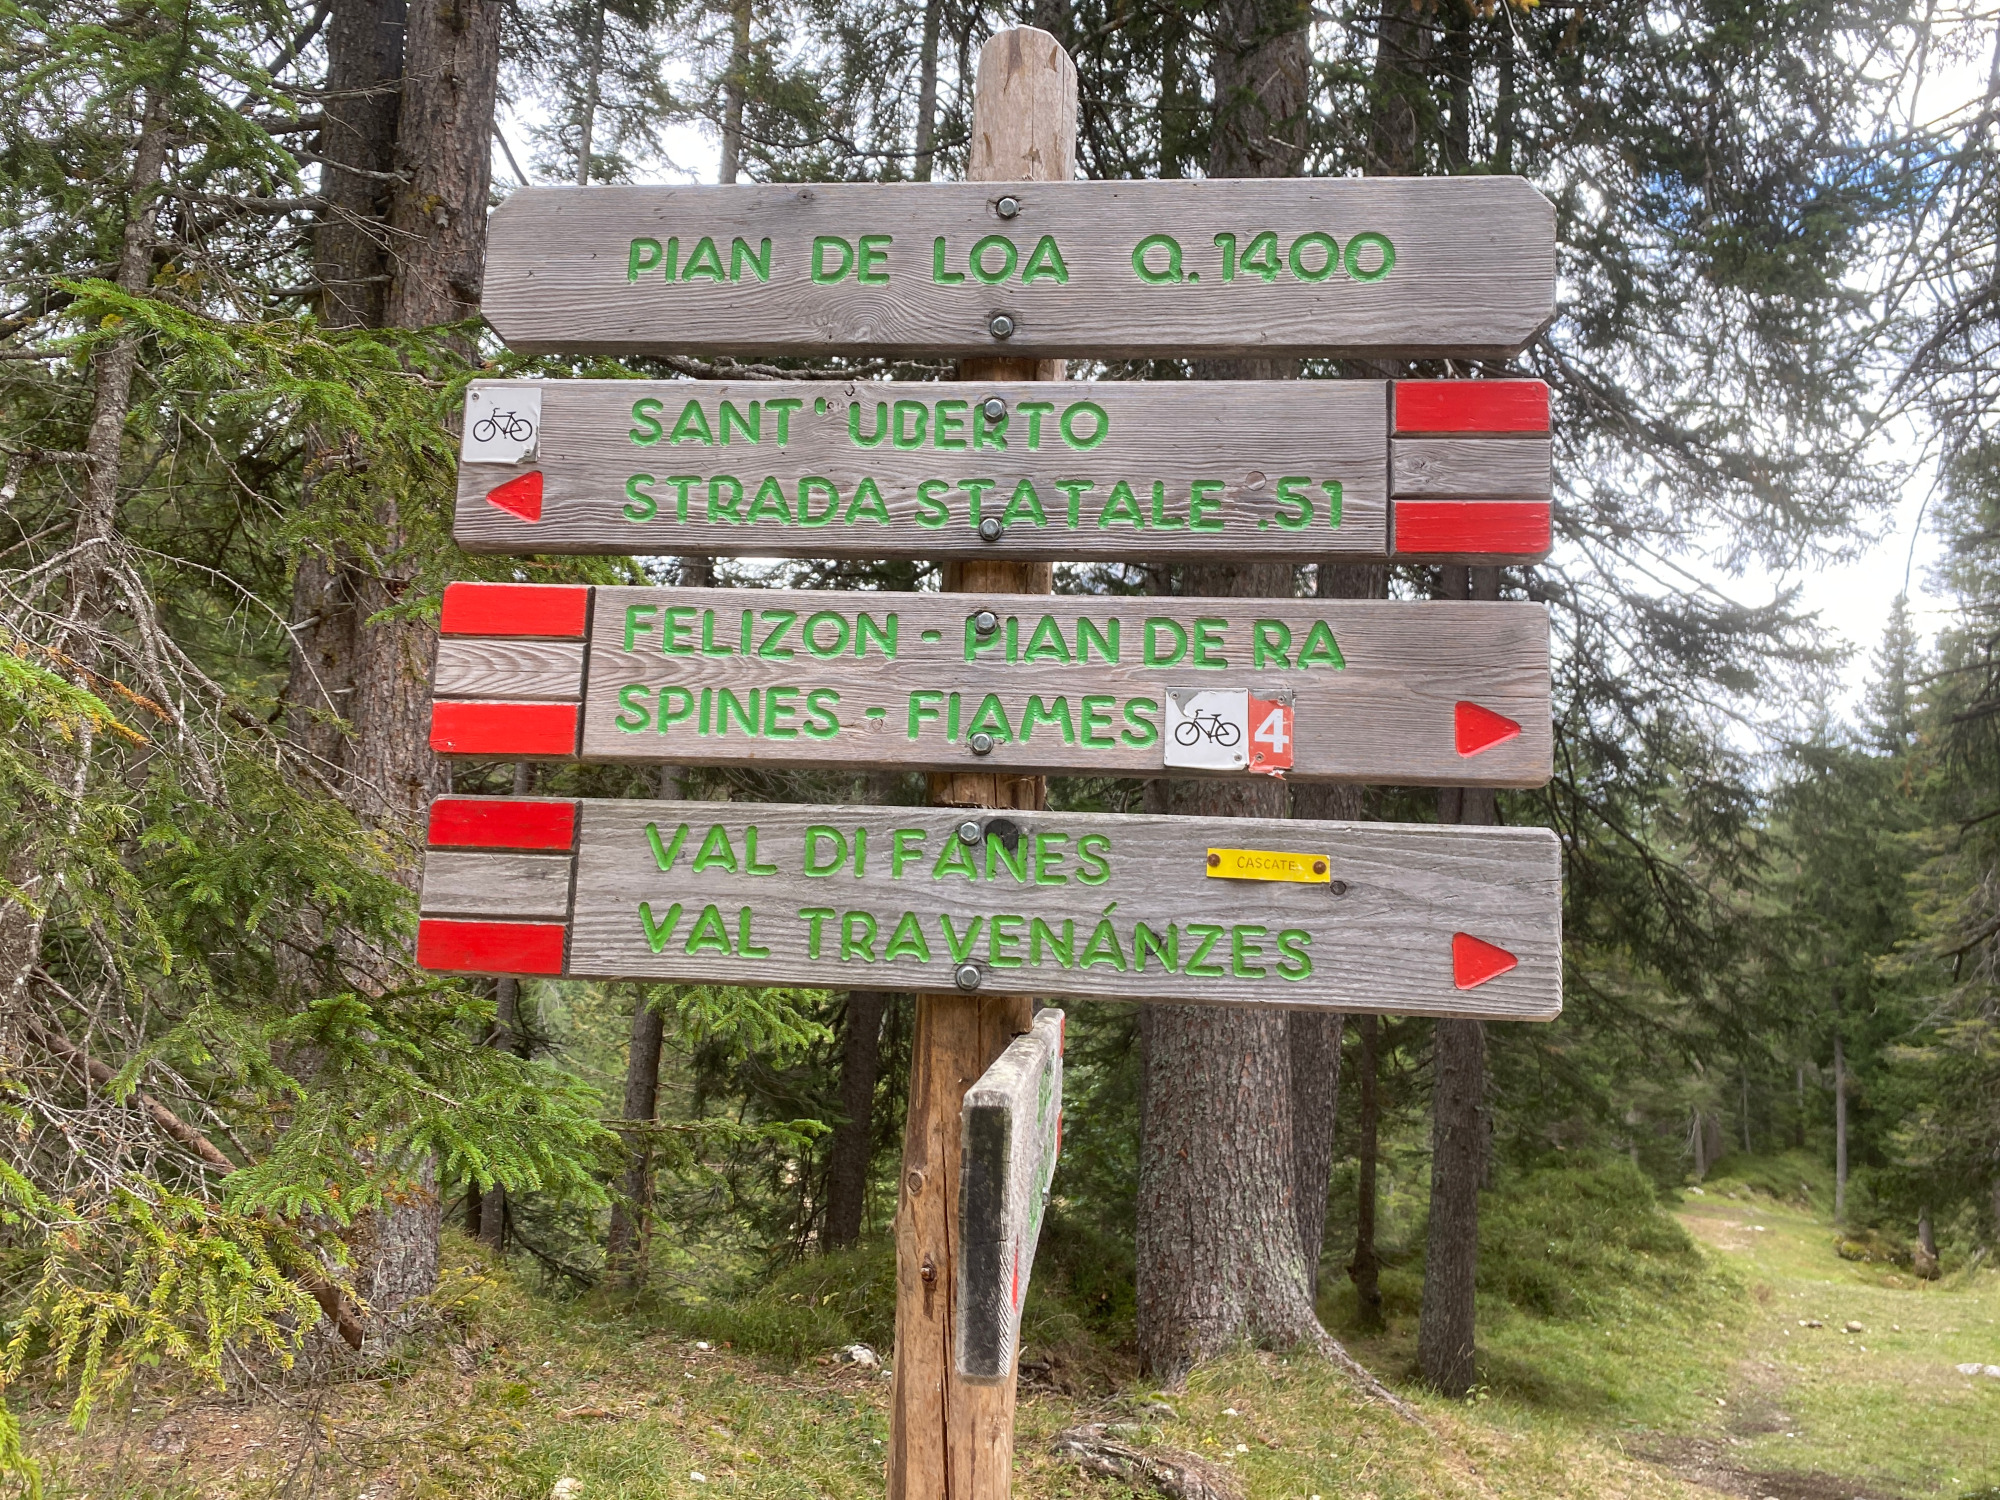 PIAN DE LOA Q.1400
SANT'UBERTO
STRADA STATALE .51
FELIZON - PIAN DE RA
SPINES - FIAMES 4
VAL DI FANES CASCATE
VAL TRAVENÁNZES